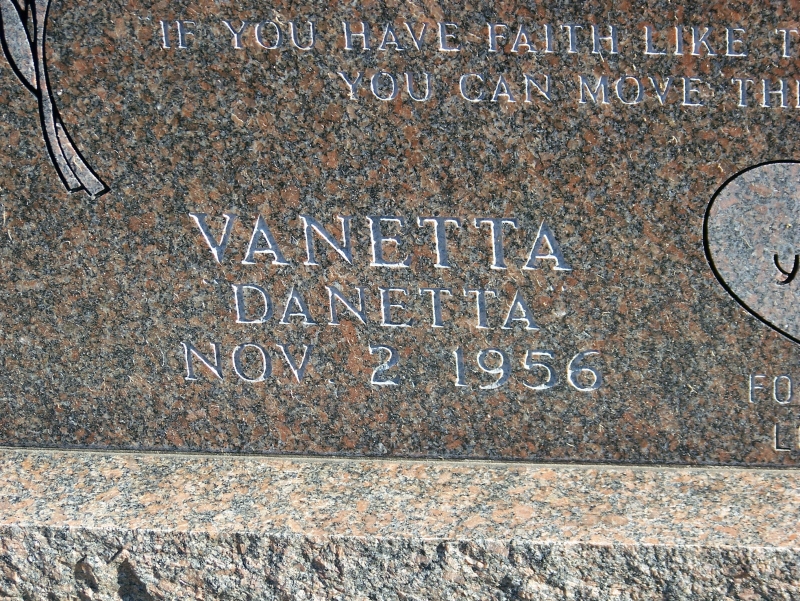 "IF YOU HAVE FAITH LIKE
YOU CAN MOVE
VANETTA
"DANETTA"
NOV. 2 1956